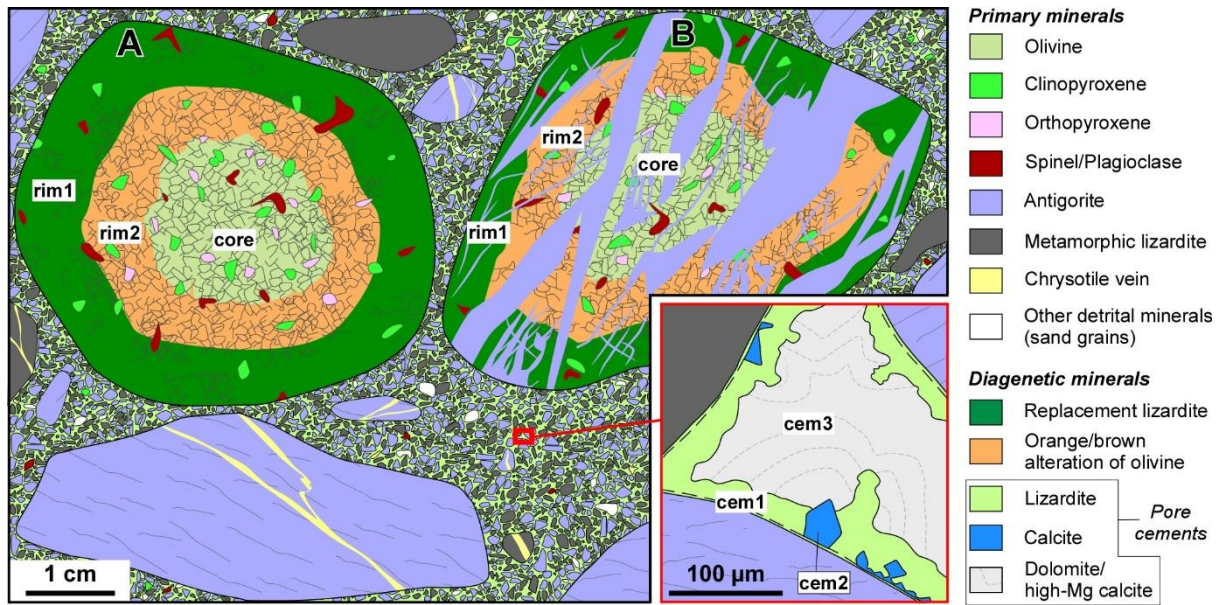 A
B
rim1
rim2
core
rim2
core
rim1
1 cm
cem3
cem1
cem2
100 µm
Primary minerals
Olivine
Clinopyroxene
Orthopyroxene
Spinel/Plagioclase
Antigorite
Metamorphic lizardite
Chrysotile vein
Other detrital minerals
(sand grains)
Diagenetic minerals
Replacement lizardite
Orange/brown
alteration of olivine
Lizardite
Calcite
Dolomite/
high-Mg calcite
Pore
cements